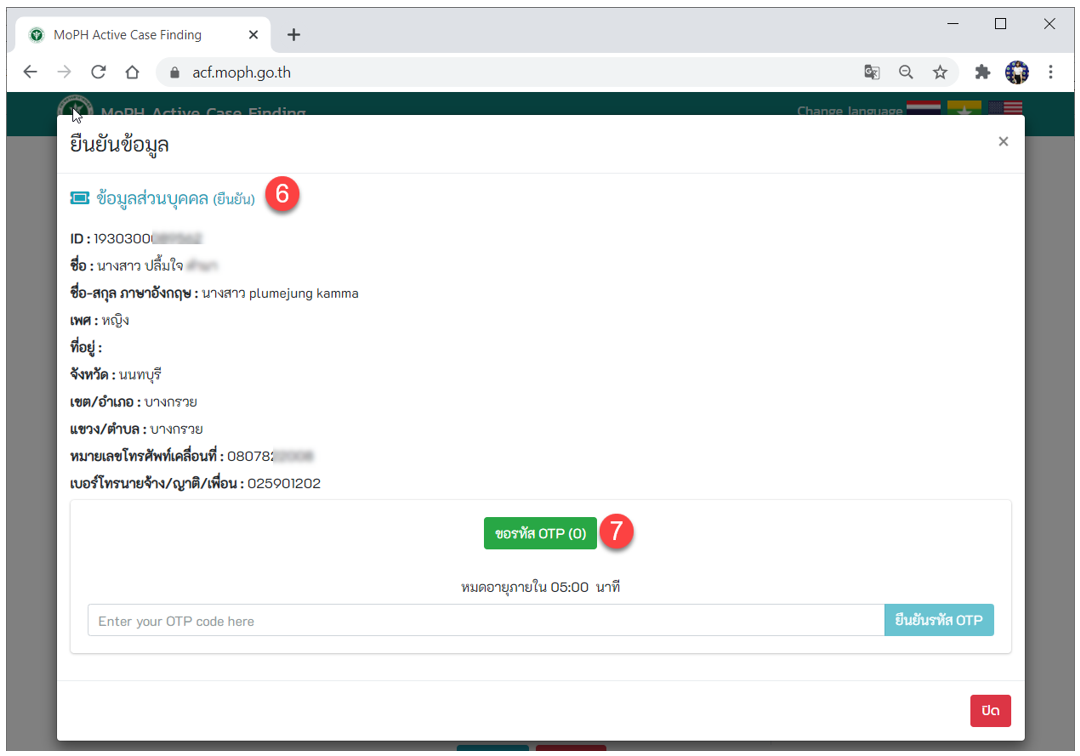 MoPH Active Case Finding
acf.moph.go.th
MoPH Active Case Finding
Change language
ยืนยันข้อมูล
ข้อมูลส่วนบุคคล (ยืนยัน) 6
ID : 1930300
ชื่อ : นางสาว ปลื้มใจ
ชื่อ-สกุล ภาษาอังกฤษ : นางสาว plumejung kamma
เพศ : หญิง
ที่อยู่ :
จังหวัด : นนทบุรี
เขต/อำเภอ : บางกรวย
แขวง/ตำบล : บางกรวย
หมายเลขโทรศัพท์เคลื่อนที่ : 080782
เบอร์โทรนายจ้าง/ญาติ/เพื่อน : 025901202
ขอรหัส OTP (0) 7
หมดอายุภายใน 05:00 นาที
Enter your OTP code here ยืนยันรหัส OTP
ปิด